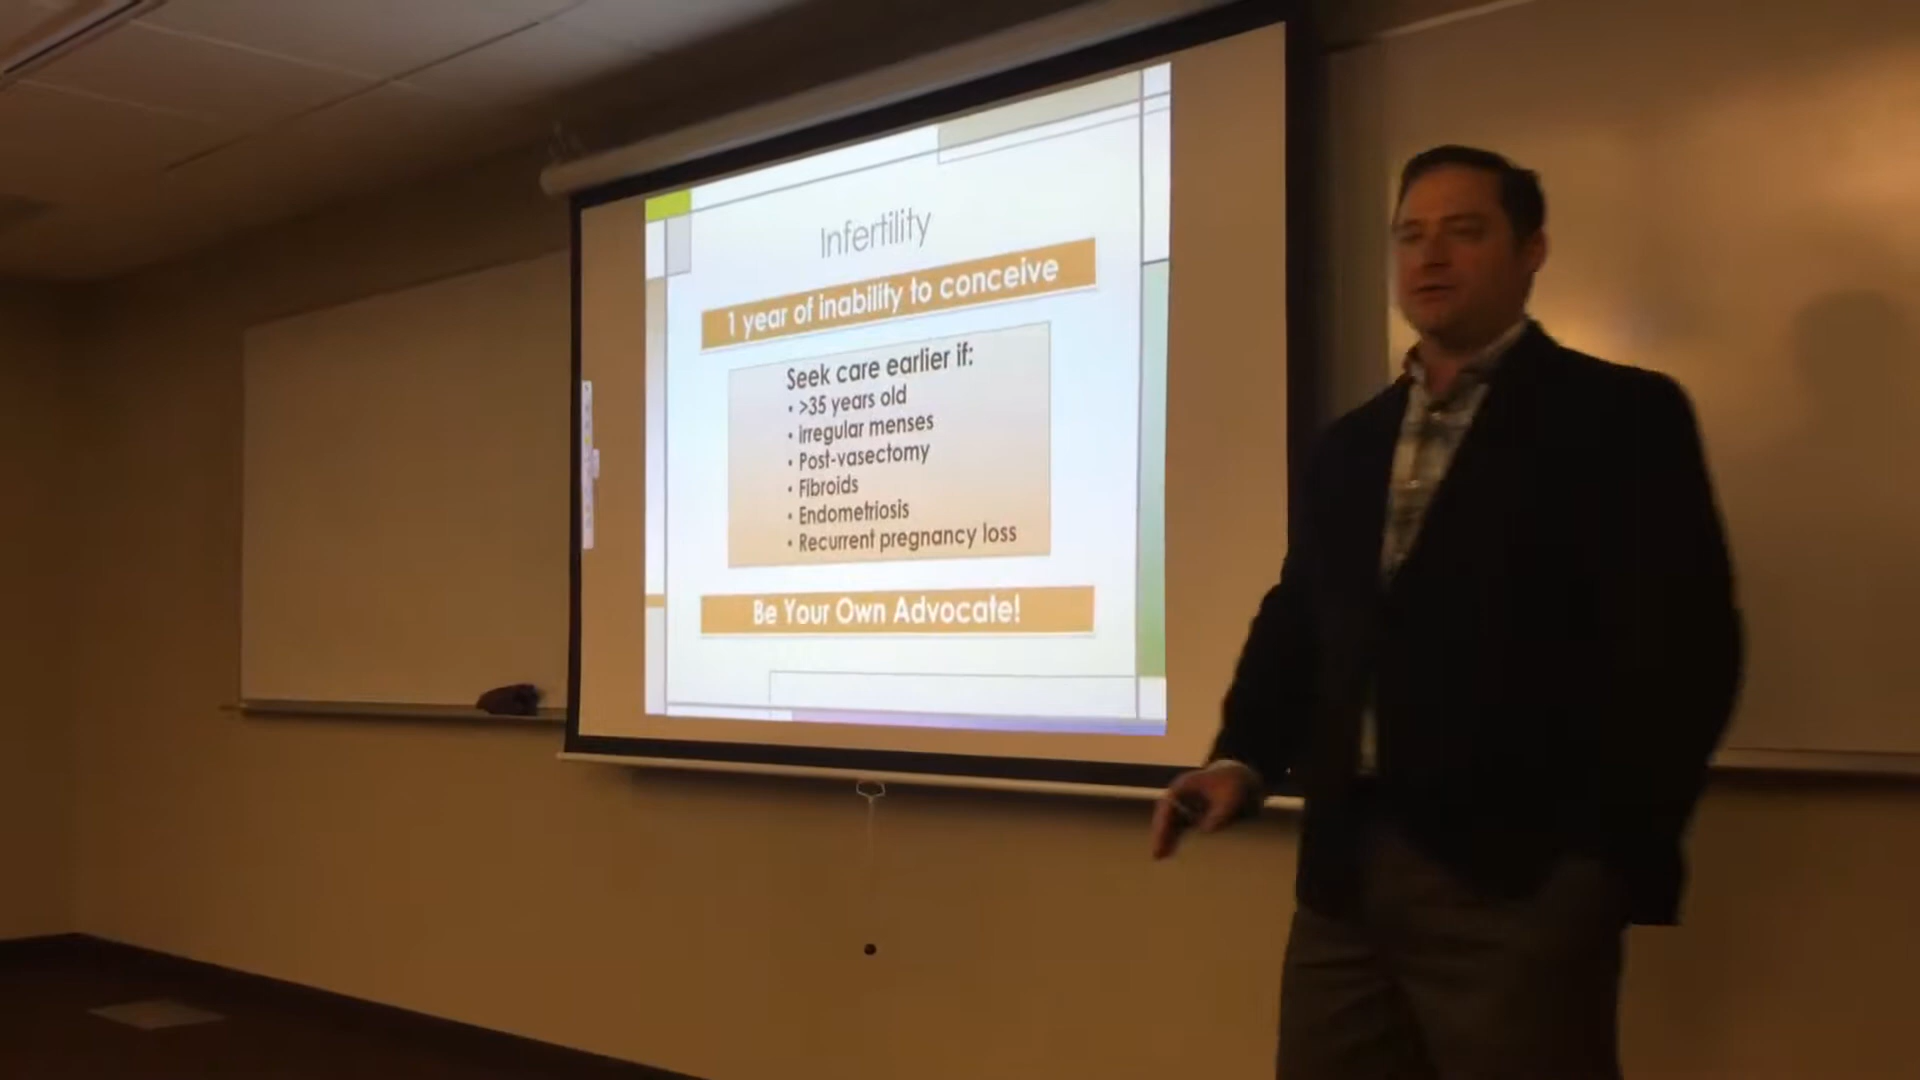 Infertility
1 year of inability to conceive
Seek care earlier if:
• >35 years old
• Irregular menses
• Post-vasectomy
• Fibroids
• Endometriosis
• Recurrent pregnancy loss
Be Your Own Advocate!